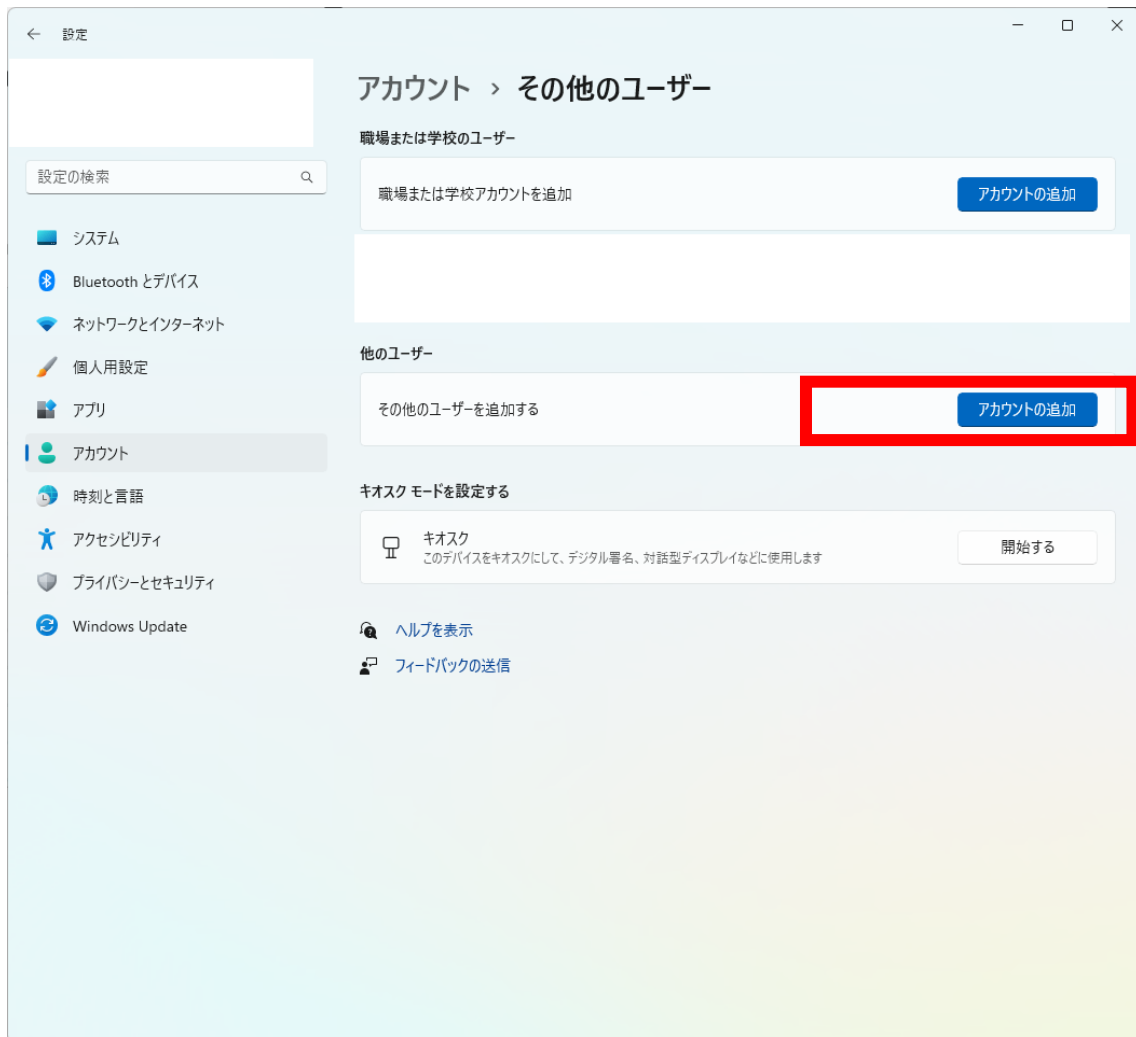 設定
アカウント › その他のユーザー
職場または学校のユーザー
設定の検索
職場または学校アカウントを追加
アカウントの追加
システム
Bluetooth とデバイス
ネットワークとインターネット
個人用設定
アプリ
アカウント
時刻と言語
アクセシビリティ
プライバシーとセキュリティ
Windows Update
他のユーザー
その他のユーザーを追加する
アカウントの追加
キオスク モードを設定する
キオスク
このデバイスをキオスクにして、デジタル署名、対話型ディスプレイなどに使用します
開始する
ヘルプを表示
フィードバックの送信